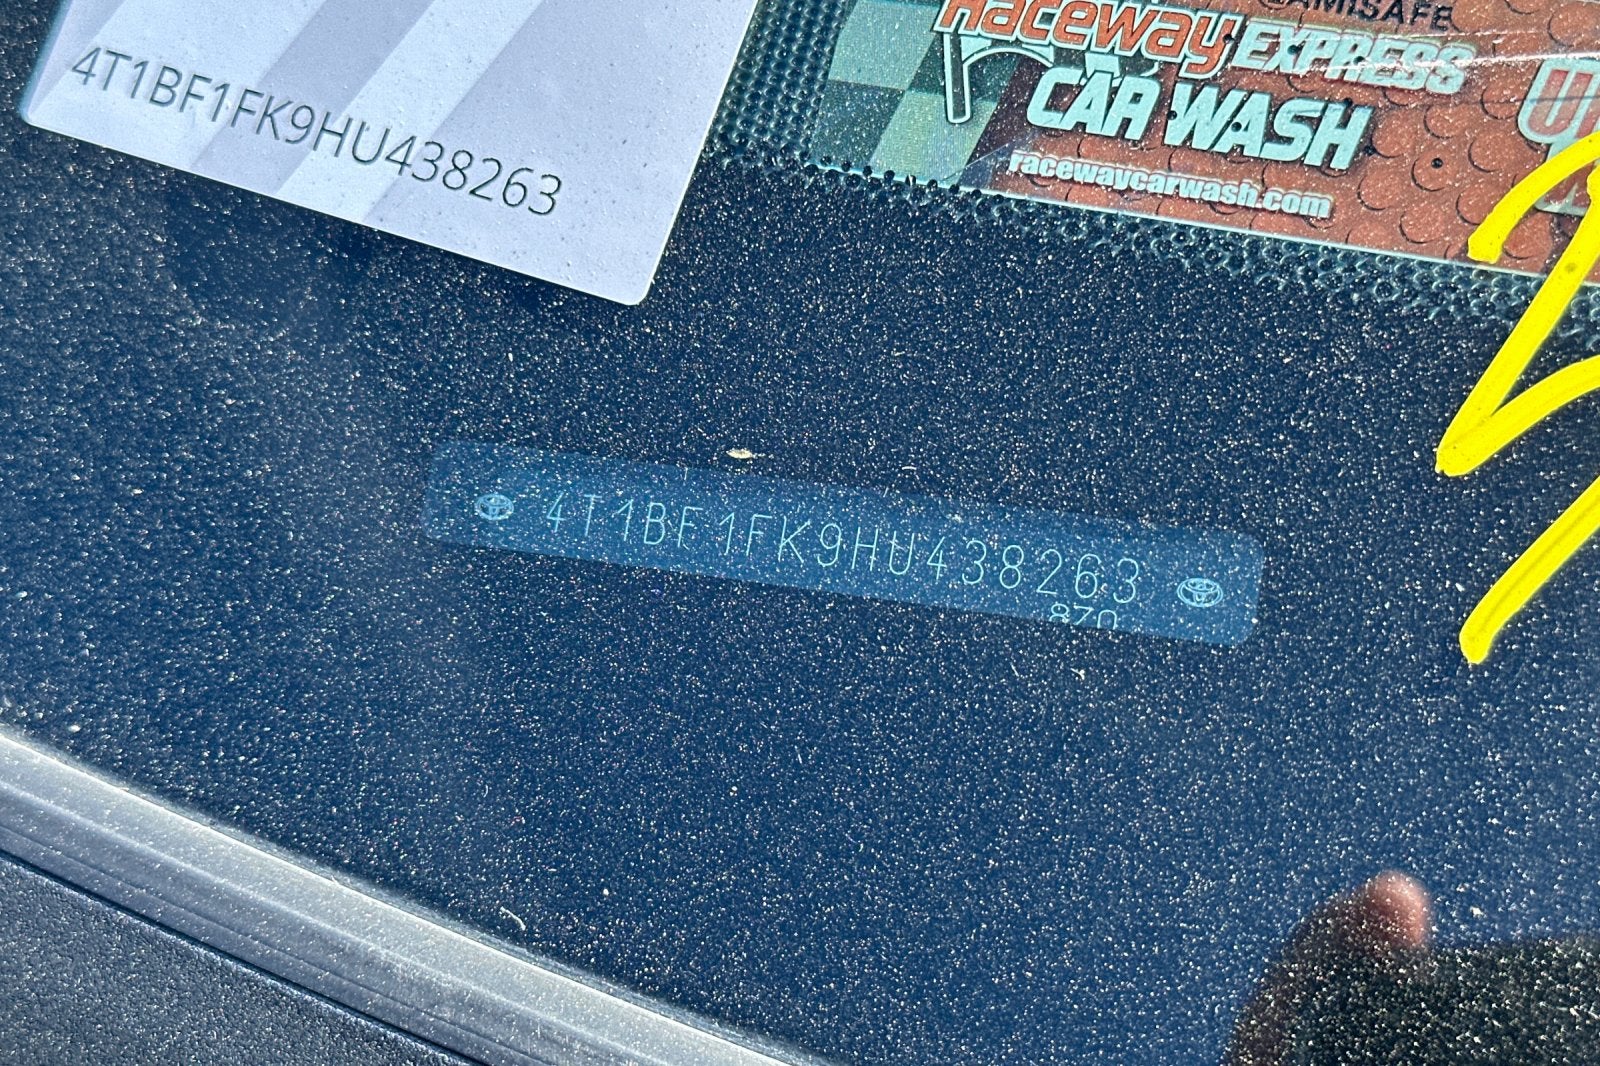 4T1BF1FK9HU438263
Raceway EXPRESS
CAR WASH
racewaycarwash.com
4T1BF1FK9HU438263